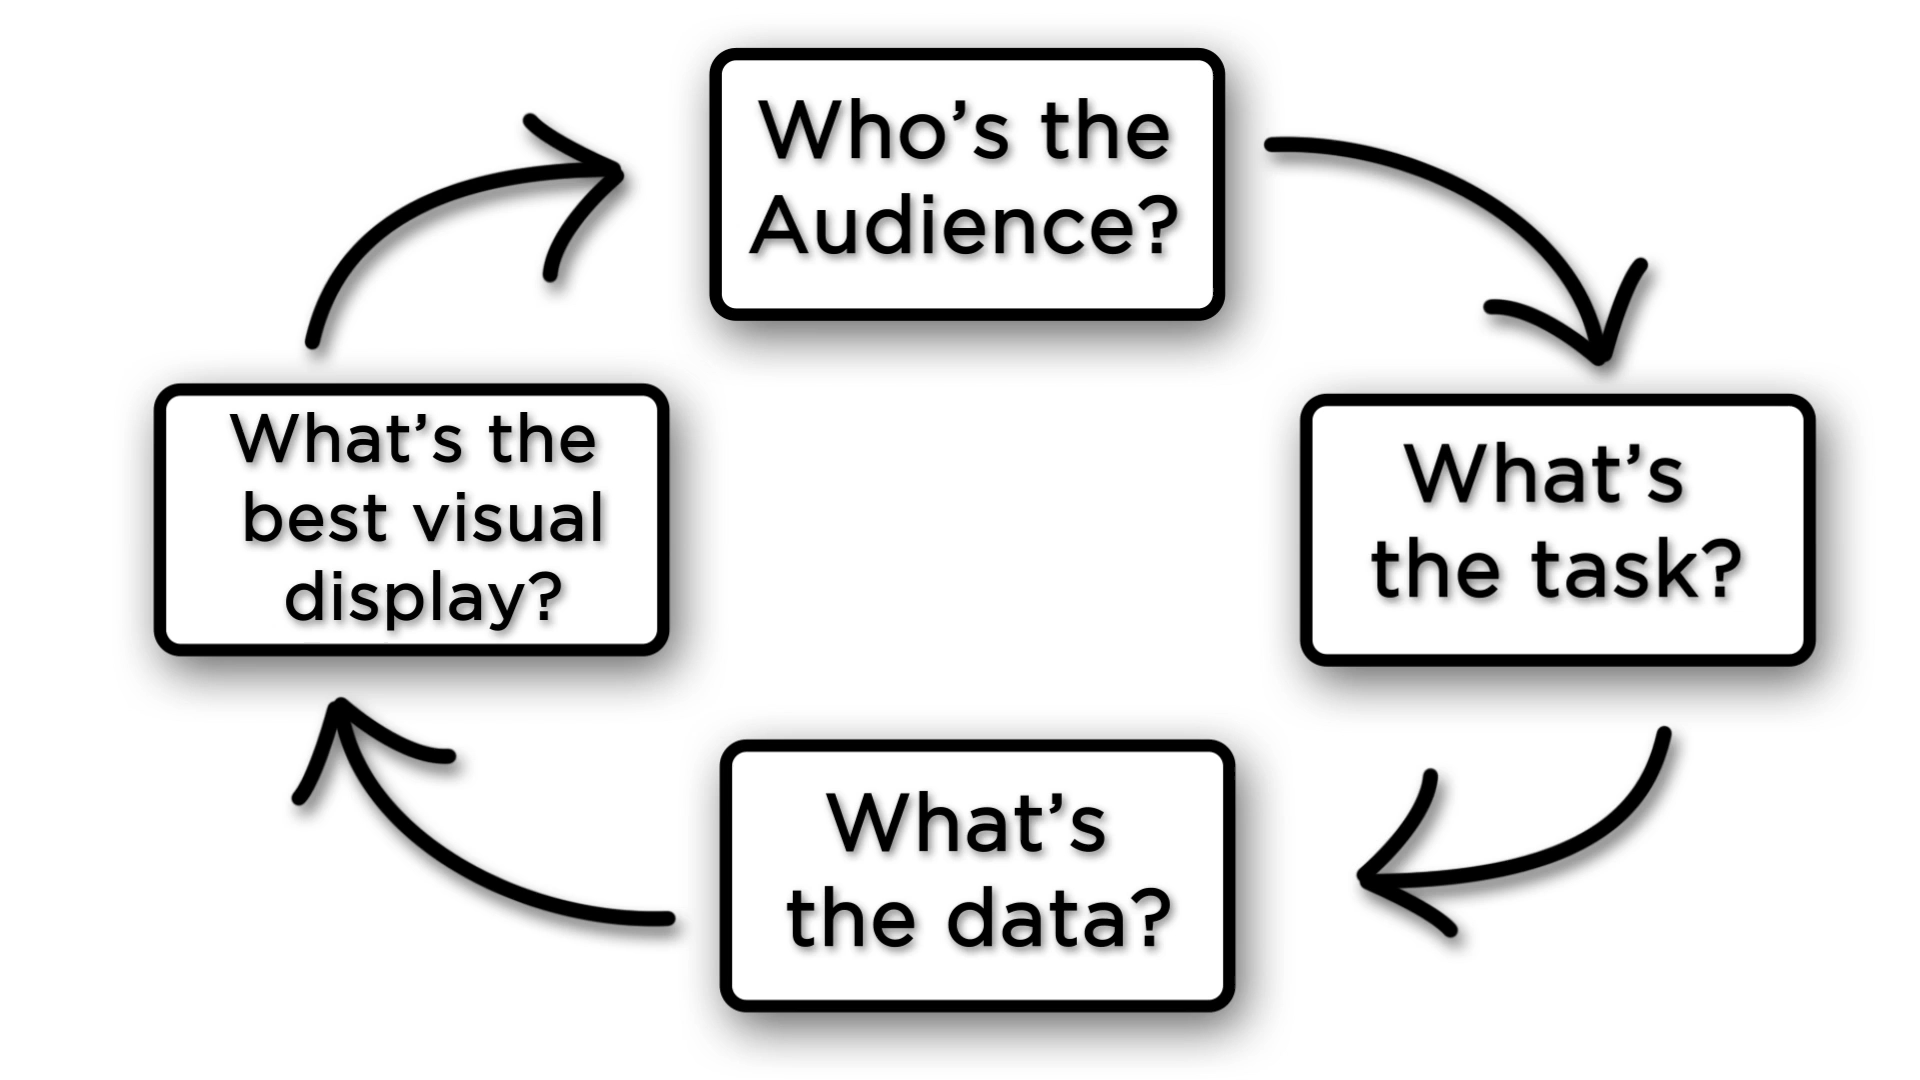 Who’s the
Audience?
What’s
the task?
What’s
the data?
What’s the
best visual
display?